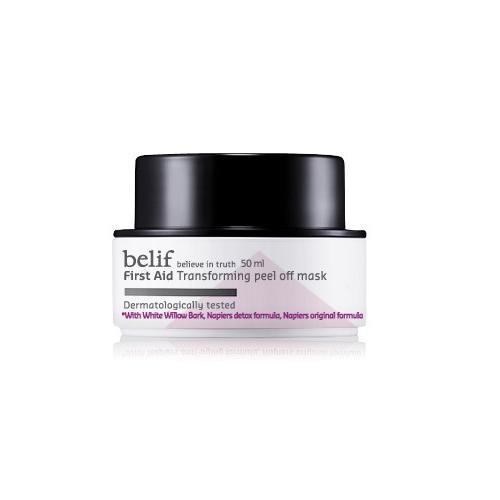 belif believe in truth 50 ml
First Aid Transforming peel off mask
Dermatologically tested
*With White Willow Bark, Napiers detox formula, Napiers original formula